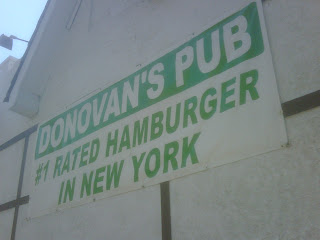 DONOVAN'S PUB
#1 RATED HAMBURGER
IN NEW YORK